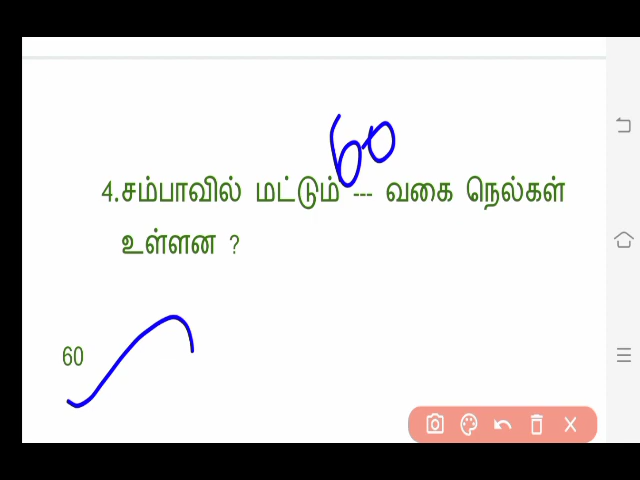 60
4.சம்பாவில் மட்டும் --- வகை நெல்கள்
உள்ளன ?
60